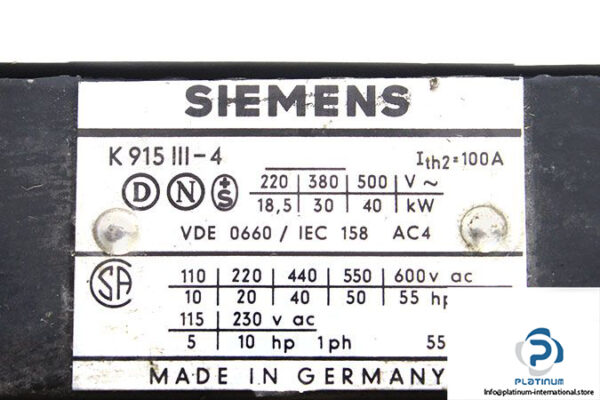 SIEMENS
K 915 III-4 Ith2=100A
D N +S 220 380 500 V~
18,5 30 40 kW
VDE 0660 / IEC 158 AC4
CSA 110 220 440 550 600v ac
10 20 40 50 55 hp
115 230 v ac
5 10 hp 1ph 55
MADE IN GERMANY
PLATINUM
Info@platinum-international.store